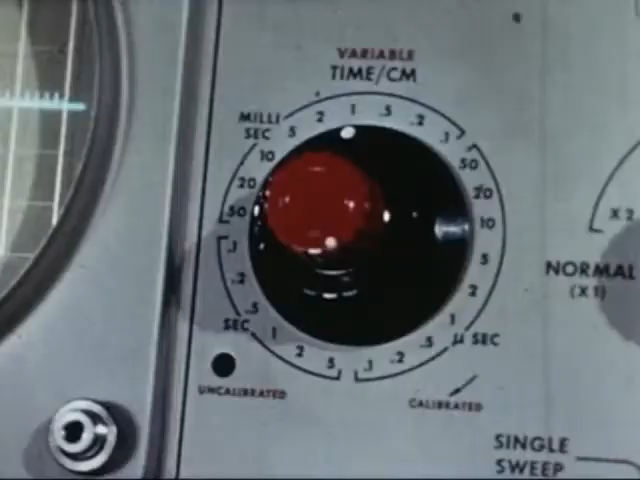 VARIABLE
TIME/CM
MILLI
SEC
5
2
1
.5
.2
.1
10
20
50
50
20
10
5
2
1
µ SEC
.5
.2
.1
.1
.2
.5
SEC
1
2
5
UNCALIBRATED
CALIBRATED
X 2
NORMAL
(X1)
SINGLE
SWEEP